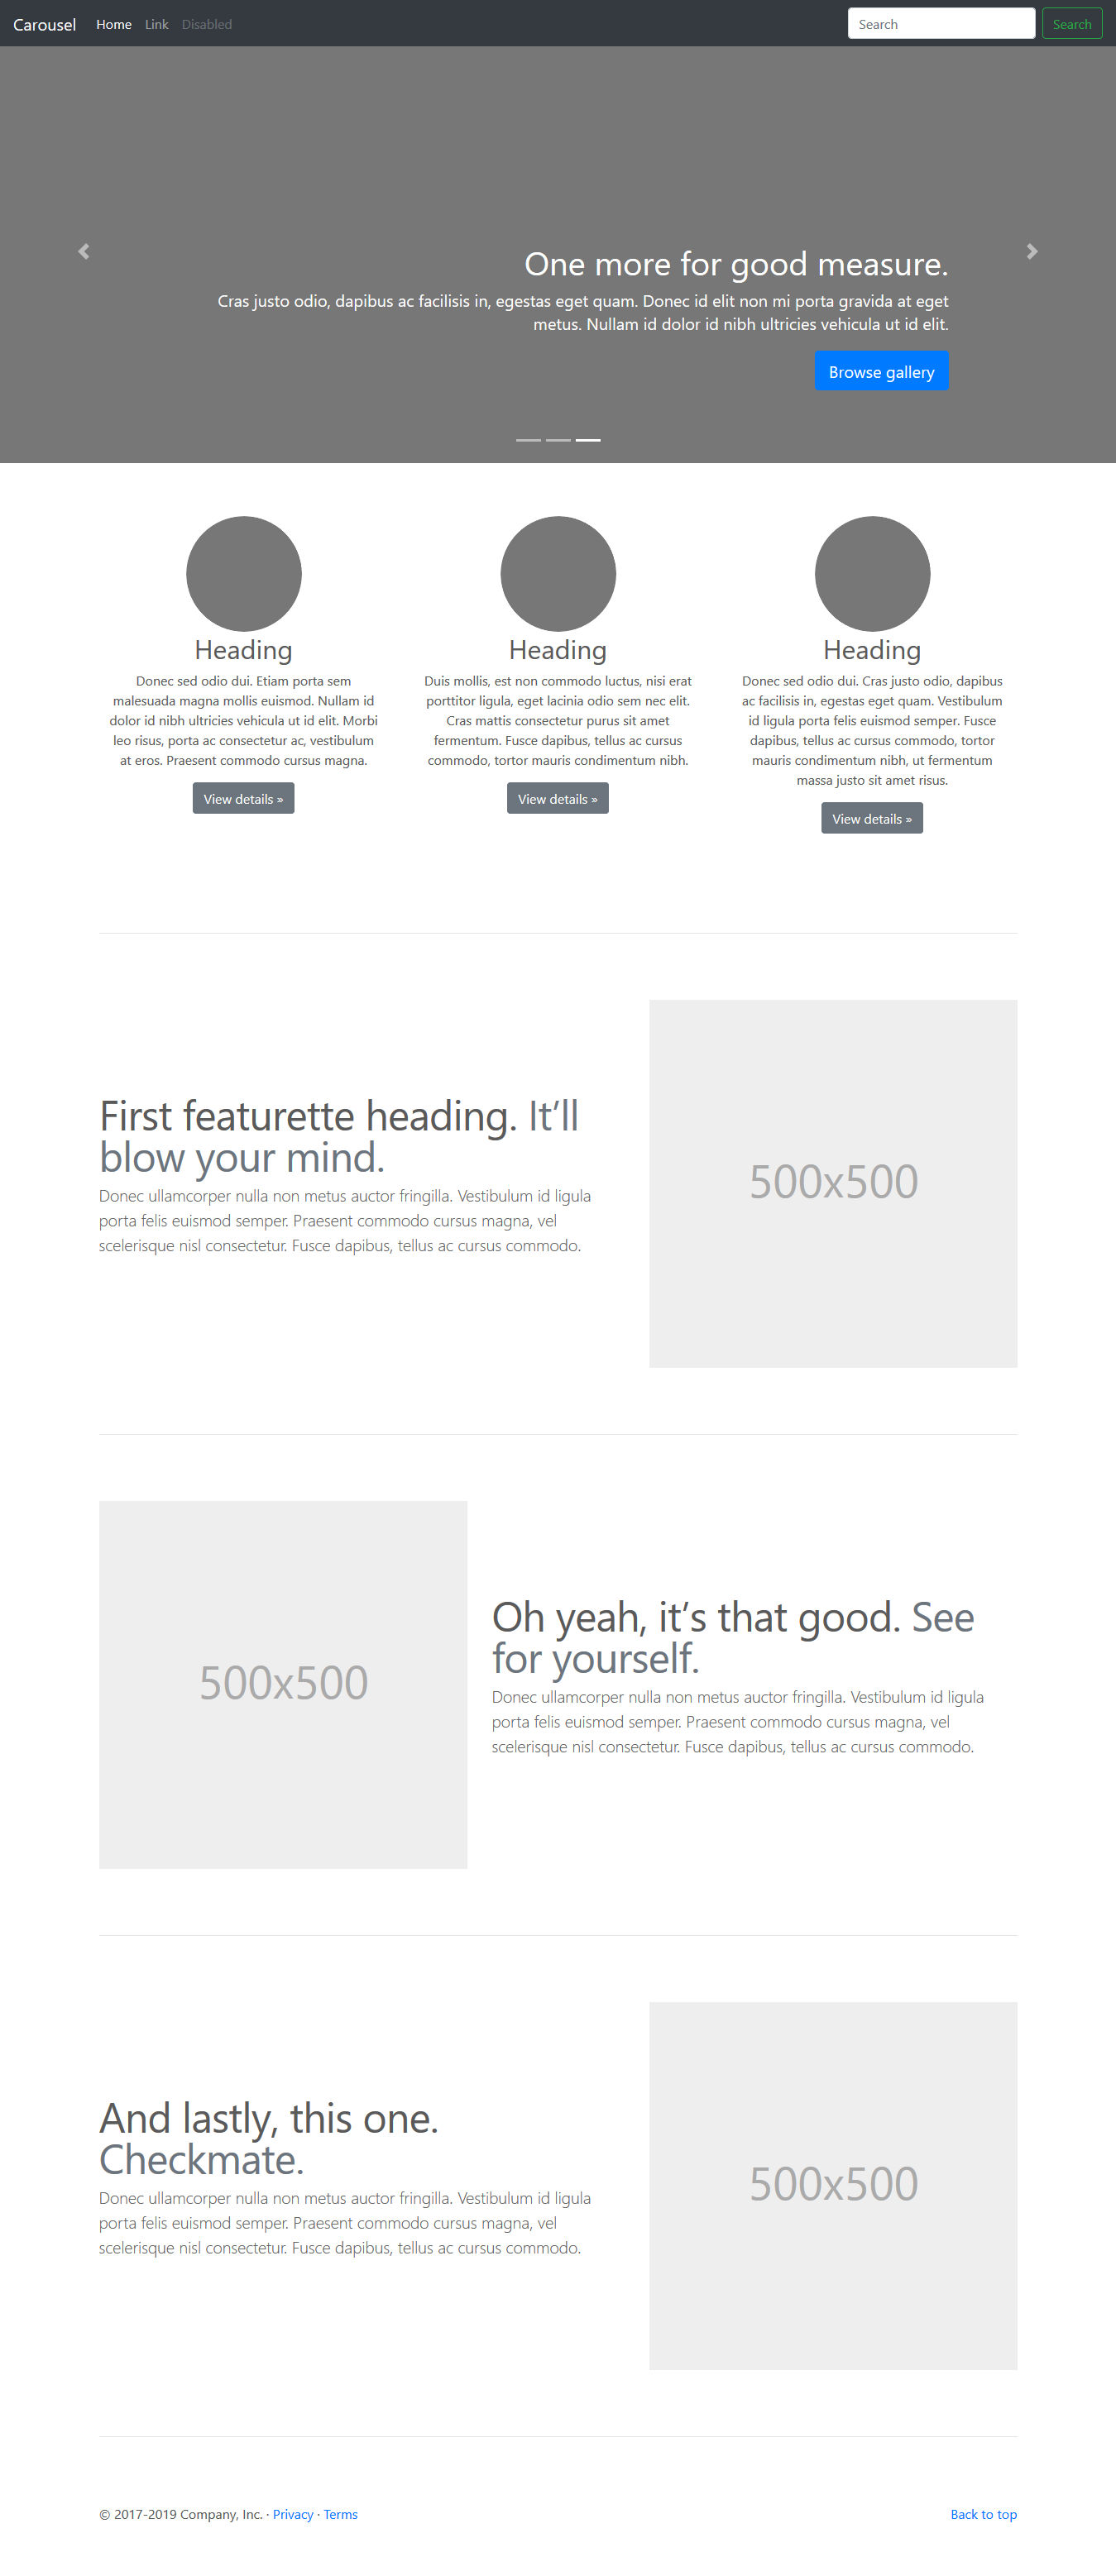 Carousel Home Link Disabled Search Search
One more for good measure.
Cras justo odio, dapibus ac facilisis in, egestas eget quam. Donec id elit non mi porta gravida at eget
metus. Nullam id dolor id nibh ultricies vehicula ut id elit.
Browse gallery
Heading
Donec sed odio dui. Etiam porta sem
malesuada magna mollis euismod. Nullam id
dolor id nibh ultricies vehicula ut id elit. Morbi
leo risus, porta ac consectetur ac, vestibulum
at eros. Praesent commodo cursus magna.
View details »
Heading
Duis mollis, est non commodo luctus, nisi erat
porttitor ligula, eget lacinia odio sem nec elit.
Cras mattis consectetur purus sit amet
fermentum. Fusce dapibus, tellus ac cursus
commodo, tortor mauris condimentum nibh.
View details »
Heading
Donec sed odio dui. Cras justo odio, dapibus
ac facilisis in, egestas eget quam. Vestibulum
id ligula porta felis euismod semper. Fusce
dapibus, tellus ac cursus commodo, tortor
mauris condimentum nibh, ut fermentum
massa justo sit amet risus.
View details »
First featurette heading. It’ll
blow your mind.
Donec ullamcorper nulla non metus auctor fringilla. Vestibulum id ligula
porta felis euismod semper. Praesent commodo cursus magna, vel
scelerisque nisl consectetur. Fusce dapibus, tellus ac cursus commodo.
500x500
500x500
Oh yeah, it’s that good. See
for yourself.
Donec ullamcorper nulla non metus auctor fringilla. Vestibulum id ligula
porta felis euismod semper. Praesent commodo cursus magna, vel
scelerisque nisl consectetur. Fusce dapibus, tellus ac cursus commodo.
And lastly, this one.
Checkmate.
Donec ullamcorper nulla non metus auctor fringilla. Vestibulum id ligula
porta felis euismod semper. Praesent commodo cursus magna, vel
scelerisque nisl consectetur. Fusce dapibus, tellus ac cursus commodo.
500x500
© 2017-2019 Company, Inc. · Privacy · Terms
Back to top